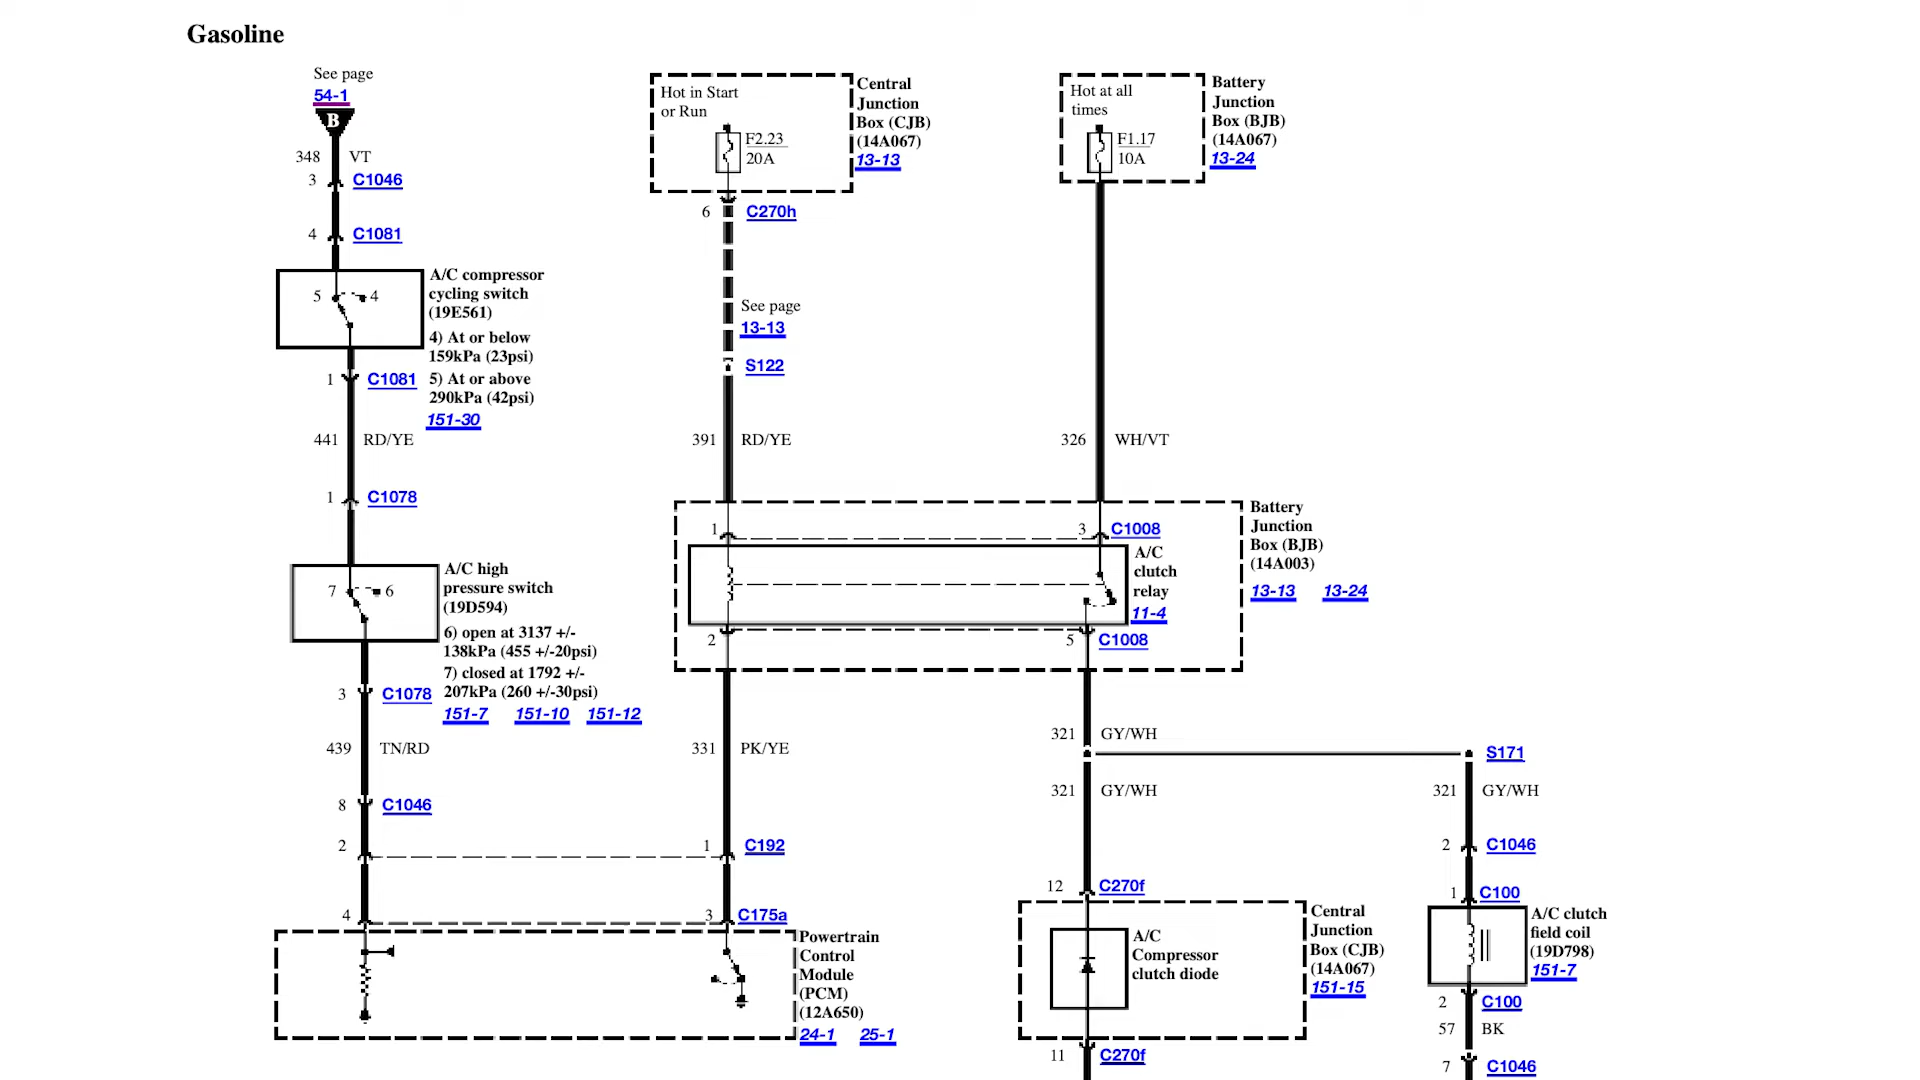 Gasoline
See page
54-1
B
348 VT
3 C1046
4 C1081
5 4
A/C compressor
cycling switch
(19E561)
4) At or below
159kPa (23psi)
5) At or above
290kPa (42psi)
151-30
1 C1081
441 RD/YE
1 C1078
7 6
A/C high
pressure switch
(19D594)
6) open at 3137 +/-
138kPa (455 +/-20psi)
7) closed at 1792 +/-
207kPa (260 +/-30psi)
151-7 151-10 151-12
3 C1078
439 TN/RD
8 C1046
2
4
Hot in Start
or Run
F2.23
20A
Central
Junction
Box (CJB)
(14A067)
13-13
6 C270h
See page
13-13
S122
391 RD/YE
Hot at all
times
F1.17
10A
Battery
Junction
Box (BJB)
(14A067)
13-24
326 WH/VT
1
3 C1008
A/C
clutch
relay
11-4
2
5 C1008
Battery
Junction
Box (BJB)
(14A003)
13-13 13-24
331 PK/YE
1 C192
3 C175a
Powertrain
Control
Module
(PCM)
(12A650)
24-1 25-1
321 GY/WH
S171
321 GY/WH
12 C270f
A/C
Compressor
clutch diode
Central
Junction
Box (CJB)
(14A067)
151-15
11 C270f
321 GY/WH
2 C1046
1 C100
A/C clutch
field coil
(19D798)
151-7
2 C100
57 BK
7 C1046